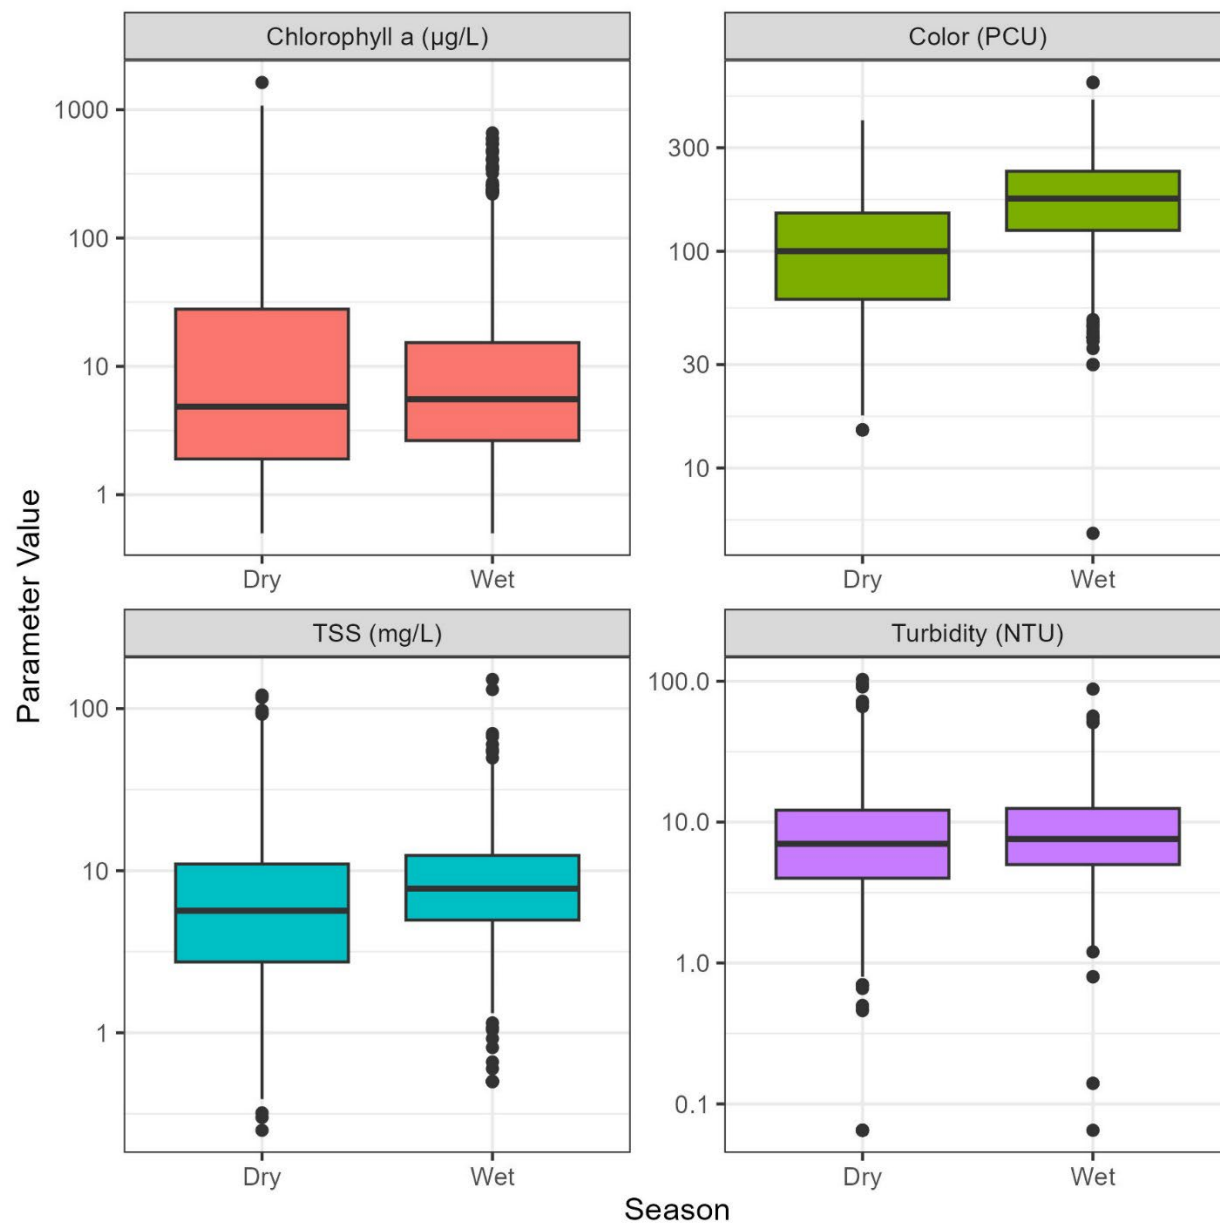 Chlorophyll a (µg/L)
Color (PCU)
1000
100
10
1
300
100
30
10
Dry
Wet
Dry
Wet
Parameter Value
TSS (mg/L)
Turbidity (NTU)
100
10
1
100.0
10.0
1.0
0.1
Dry
Wet
Dry
Wet
Season